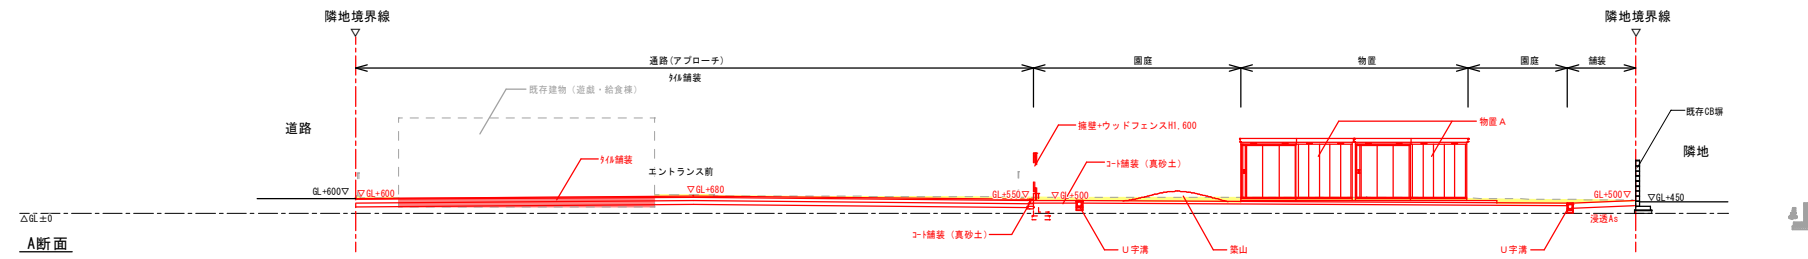 隣地境界線
隣地境界線
通路(アプローチ)
園庭
物置
園庭
舗装
ﾀｲﾙ舗装
既存建物（遊戯・給食棟）
道路
擁壁+ウッドフェンスH1,600
物置A
既存CB塀
隣地
ﾀｲﾙ舗装
ｺｰﾄ舗装（真砂土）
エントランス前
GL+600▽
▽GL+600
▽GL+680
GL+550▽
▽GL+500
GL+500▽
▽GL+450
△GL±0
浸透As
ｺｰﾄ舗装（真砂土）
U字溝
築山
U字溝
A断面